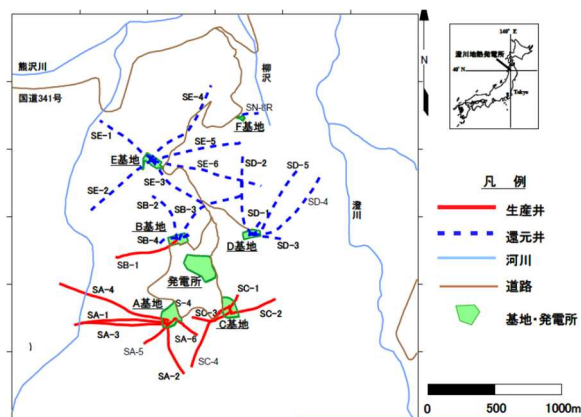 熊沢川
国道341号
柳沢
SE-4
SN-8R
F基地
SE-1
SE-5
E基地
SE-6
SD-2
SD-5
SE-2
SE-3
SB-2
SB-3
SD-1
SD-4
B基地
SB-4
D基地
SD-3
澄川
SB-1
発電所
SA-4
A基地
S-4
SC-1
SA-1
SC-3
SC-2
SA-3
SA-6
C基地
SA-5
SC-4
SA-2
N
140° E
澄川地熱発電所
40° N
Tokyo
凡 例
生産井
還元井
河川
道路
基地・発電所
0 500 1000m